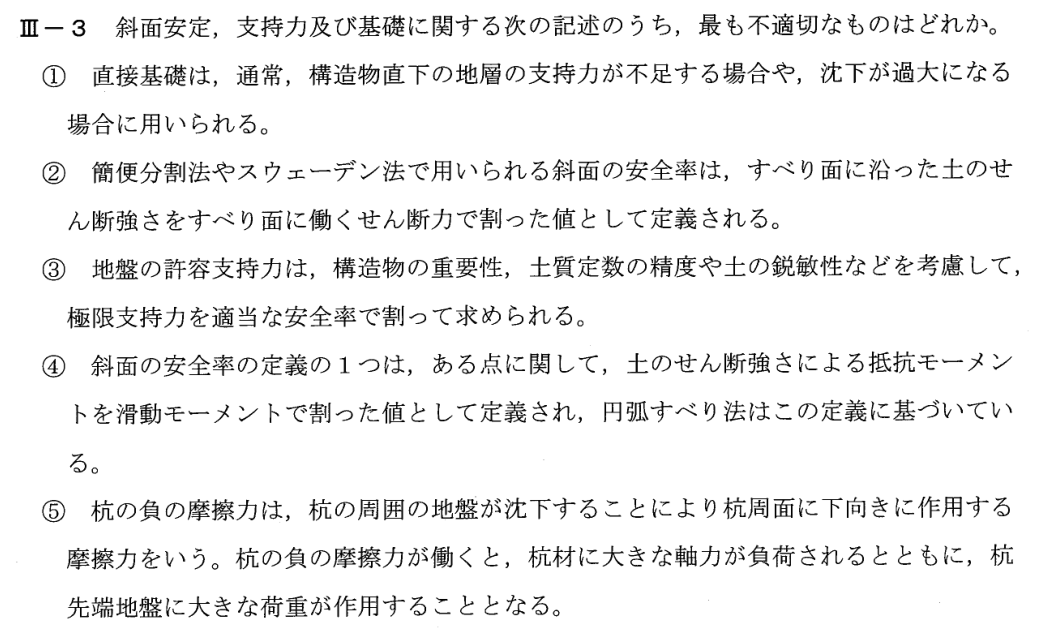 Ⅲ－３　斜面安定，支持力及び基礎に関する次の記述のうち，最も不適切なものはどれか。
①　直接基礎は，通常，構造物直下の地層の支持力が不足する場合や，沈下が過大になる
場合に用いられる。
②　簡便分割法やスウェーデン法で用いられる斜面の安全率は，すべり面に沿った土のせ
ん断強さをすべり面に働くせん断力で割った値として定義される。
③　地盤の許容支持力は，構造物の重要性，土質定数の精度や土の鋭敏性などを考慮して，
極限支持力を適当な安全率で割って求められる。
④　斜面の安全率の定義の１つは，ある点に関して，土のせん断強さによる抵抗モーメン
トを滑動モーメントで割った値として定義され，円弧すべり法はこの定義に基づいてい
る。
⑤　杭の負の摩擦力は，杭の周囲の地盤が沈下することにより杭周面に下向きに作用する
摩擦力をいう。杭の負の摩擦力が働くと，杭材に大きな軸力が負荷されるとともに，杭
先端地盤に大きな荷重が作用することとなる。